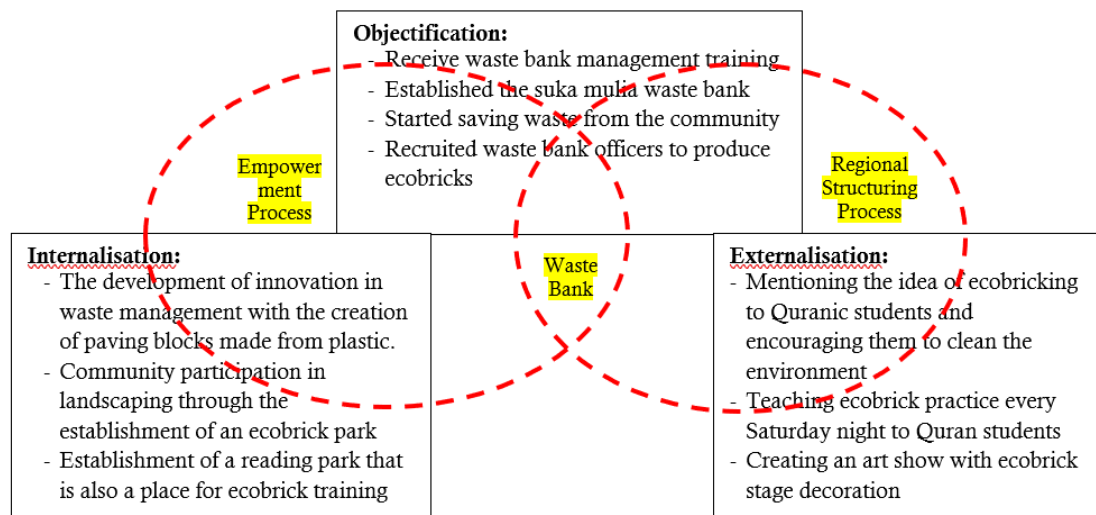 Objectification:
- Receive waste bank management training
- Established the suka mulia waste bank
- Started saving waste from the community
- Recruited waste bank officers to produce
ecobricks
Empower
ment
Process
Regional
Structuring
Process
Internalisation:
- The development of innovation in
waste management with the creation
of paving blocks made from plastic.
- Community participation in
landscaping through the
establishment of an ecobrick park
- Establishment of a reading park that
is also a place for ecobrick training
Waste
Bank
Externalisation:
- Mentioning the idea of ecobricking
to Quranic students and
encouraging them to clean the
environment
- Teaching ecobrick practice every
Saturday night to Quran students
- Creating an art show with ecobrick
stage decoration